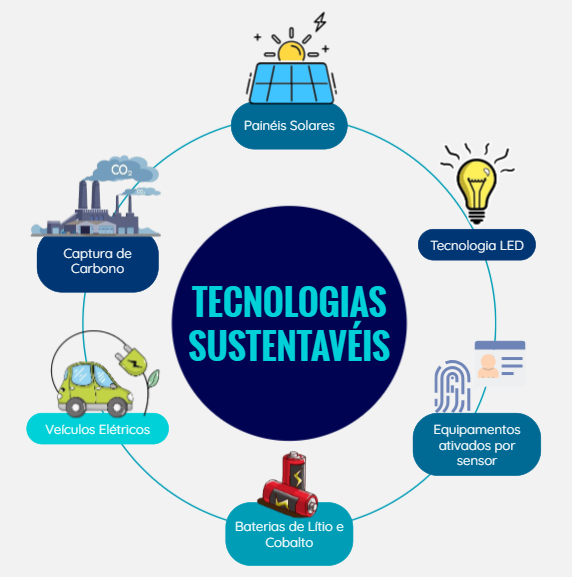 Painéis Solares
CO₂
Tecnologia LED
Captura de
Carbono
TECNOLOGIAS
SUSTENTAVÉIS
Veículos Elétricos
Equipamentos
ativados por
sensor
Baterias de Lítio e
Cobalto